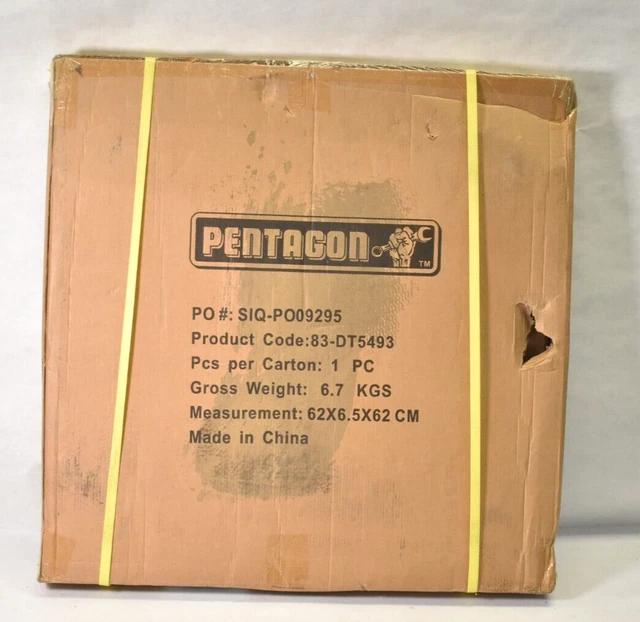 PENTAGON
TM
PO #: SIQ-PO09295
Product Code:83-DT5493
Pcs per Carton: 1 PC
Gross Weight: 6.7 KGS
Measurement: 62X6.5X62 CM
Made in China